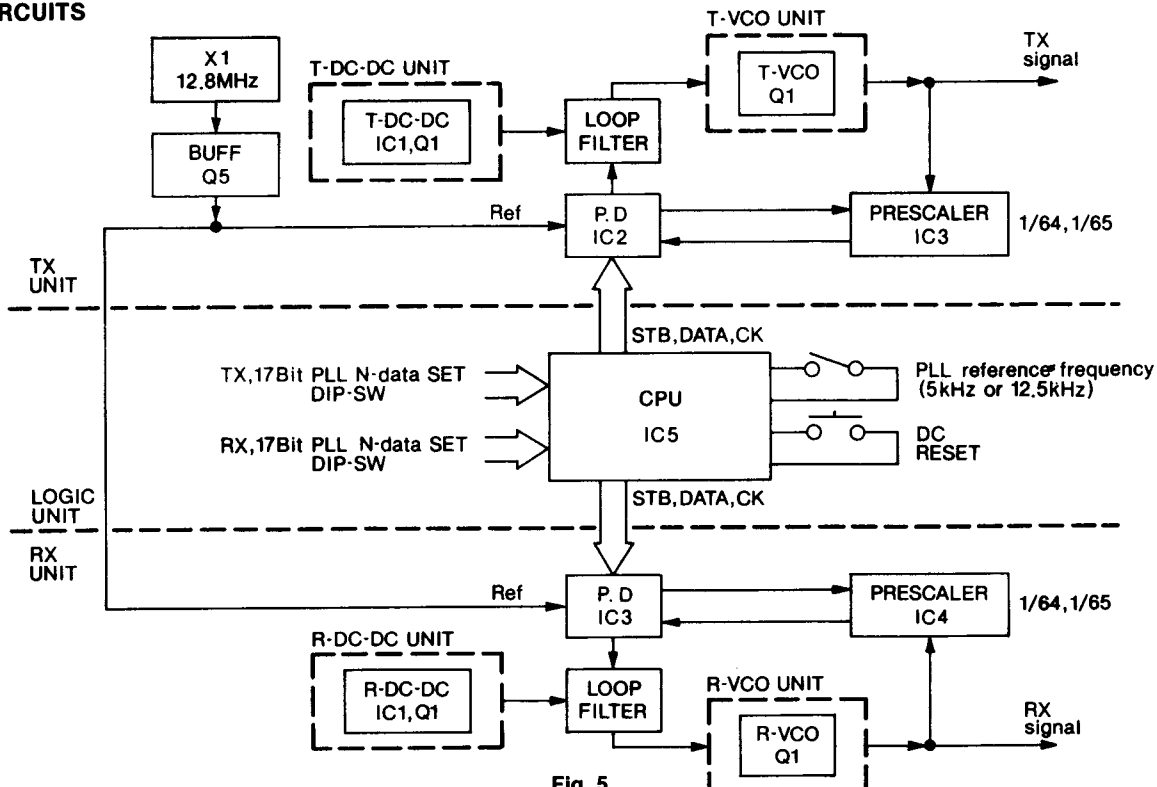 RCUITS
X1
12.8MHz
BUFF
Q5
T-DC-DC UNIT
T-DC-DC
IC1,Q1
LOOP
FILTER
T-VCO UNIT
T-VCO
Q1
TX
signal
Ref
P.D
IC2
PRESCALER
IC3
1/64,1/65
TX
UNIT
STB,DATA,CK
TX,17Bit PLL N-data SET
DIP-SW
RX,17Bit PLL N-data SET
DIP-SW
CPU
IC5
PLL reference frequency
(5kHz or 12.5kHz)
DC
RESET
LOGIC
UNIT
STB,DATA,CK
RX
UNIT
Ref
P.D
IC3
PRESCALER
IC4
1/64,1/65
R-DC-DC UNIT
R-DC-DC
IC1,Q1
LOOP
FILTER
R-VCO UNIT
R-VCO
Q1
RX
signal
Fig. 5